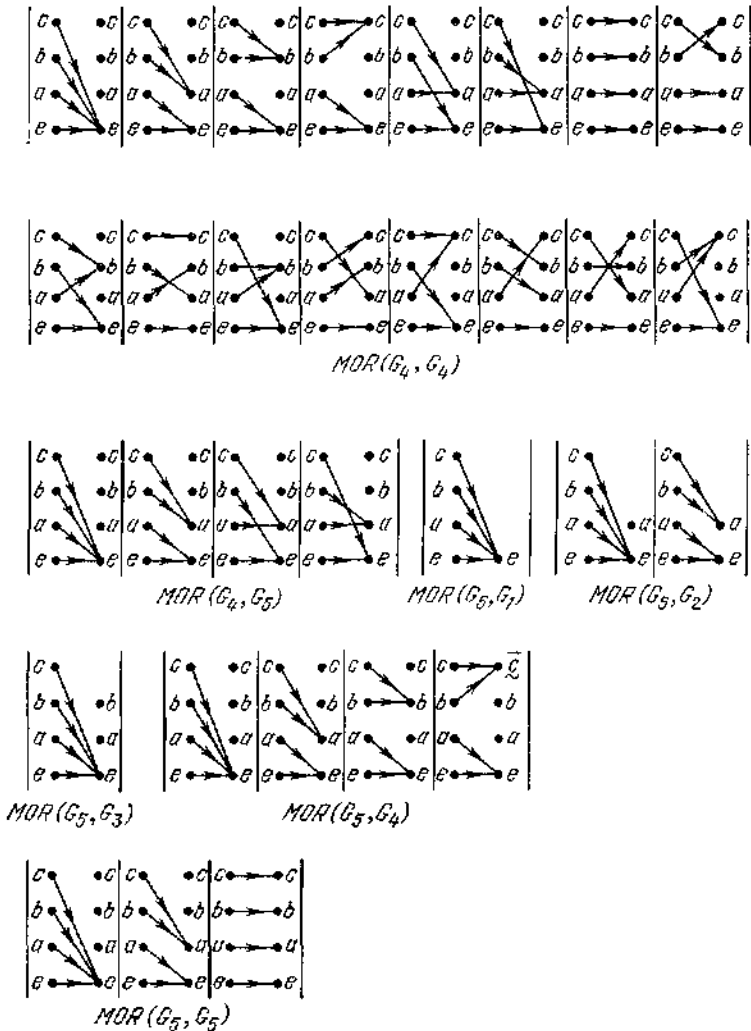 c c c c c c c c c c c c c c c c
b b b b b b b b b b b b b b b b
a a a a a a a a a a a a a a a a
e e e e e e e e e e e e e e e e
c c c c c c c c c c c c c c c c
b b b b b b b b b b b b b b b b
a a a a a a a a a a a a a a a a
e e e e e e e e e e e e e e e e
MOR(G₄, G₄)
c c c c c c c c c c c
b b b b b b b b b b b
a a a a a a a a a a a a a
e e e e e e e e e e e e e e
MOR(G₄, G₅) MOR(G₅, G₁) MOR(G₅, G₂)
c c c c c c c c c
b b b b b b b b b b
a a a a a a a a a a
e e e e e e e e e e
MOR(G₅, G₃) MOR(G₅, G₄)
c c c c c c
b b b b b b
a a a a a a
e e e e e e
MOR(G₅, G₅)